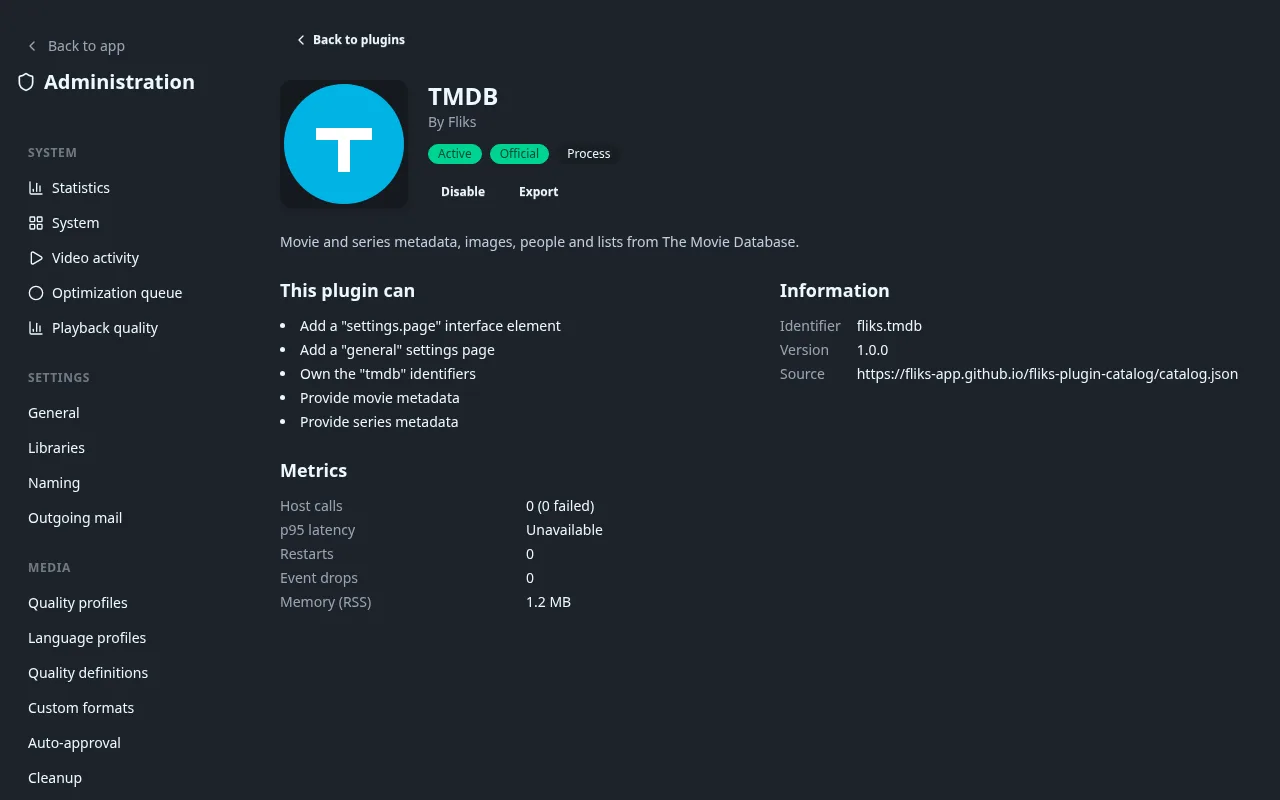 Back to app
Administration
SYSTEM
Statistics
System
Video activity
Optimization queue
Playback quality
SETTINGS
General
Libraries
Naming
Outgoing mail
MEDIA
Quality profiles
Language profiles
Quality definitions
Custom formats
Auto-approval
Cleanup
Back to plugins
T
TMDB
By Fliks
Active Official Process
Disable Export
Movie and series metadata, images, people and lists from The Movie Database.
This plugin can
• Add a "settings.page" interface element
• Add a "general" settings page
• Own the "tmdb" identifiers
• Provide movie metadata
• Provide series metadata
Metrics
Host calls 0 (0 failed)
p95 latency Unavailable
Restarts 0
Event drops 0
Memory (RSS) 1.2 MB
Information
Identifier fliks.tmdb
Version 1.0.0
Source https://fliks-app.github.io/fliks-plugin-catalog/catalog.json